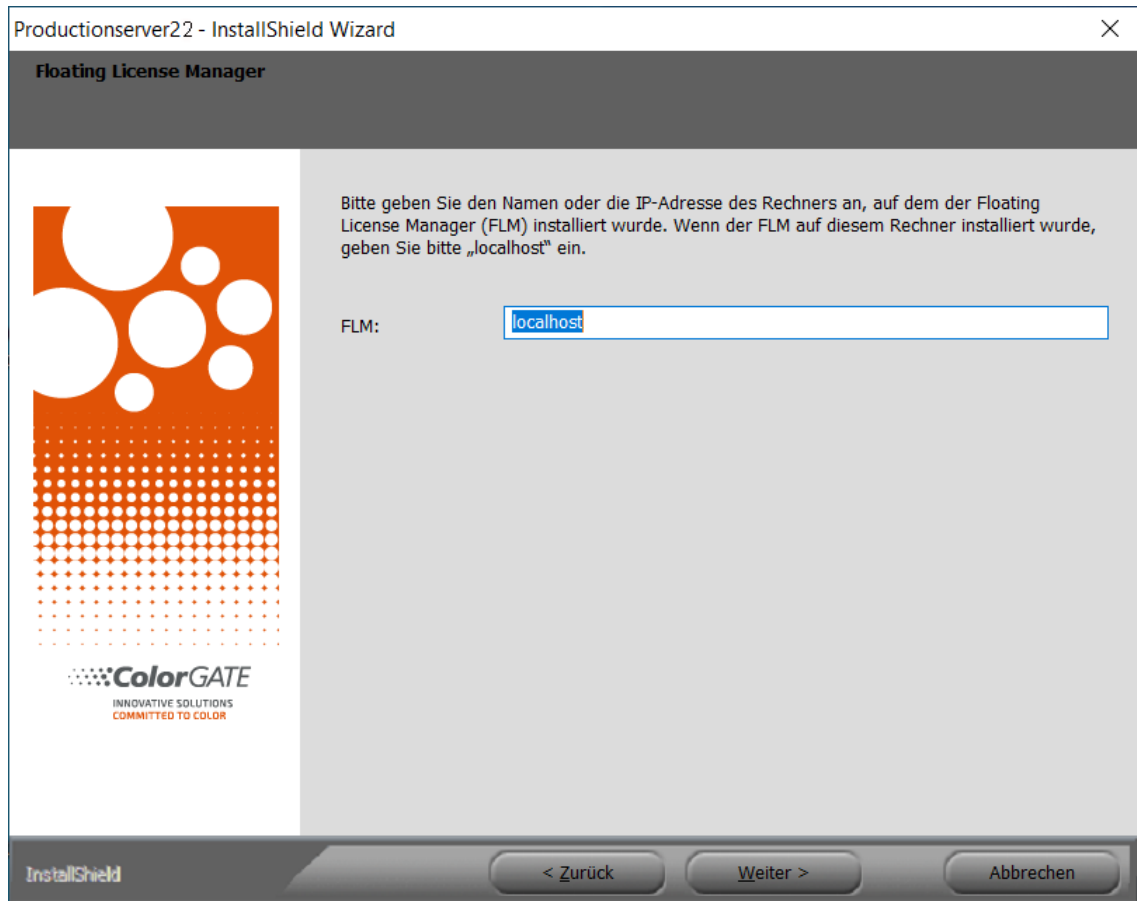 Productionserver22 - InstallShield Wizard
Floating License Manager
Bitte geben Sie den Namen oder die IP-Adresse des Rechners an, auf dem der Floating
License Manager (FLM) installiert wurde. Wenn der FLM auf diesem Rechner installiert wurde,
geben Sie bitte „localhost“ ein.
FLM:
localhost
ColorGATE
INNOVATIVE SOLUTIONS
COMMITTED TO COLOR
InstallShield
< Zurück
Weiter >
Abbrechen